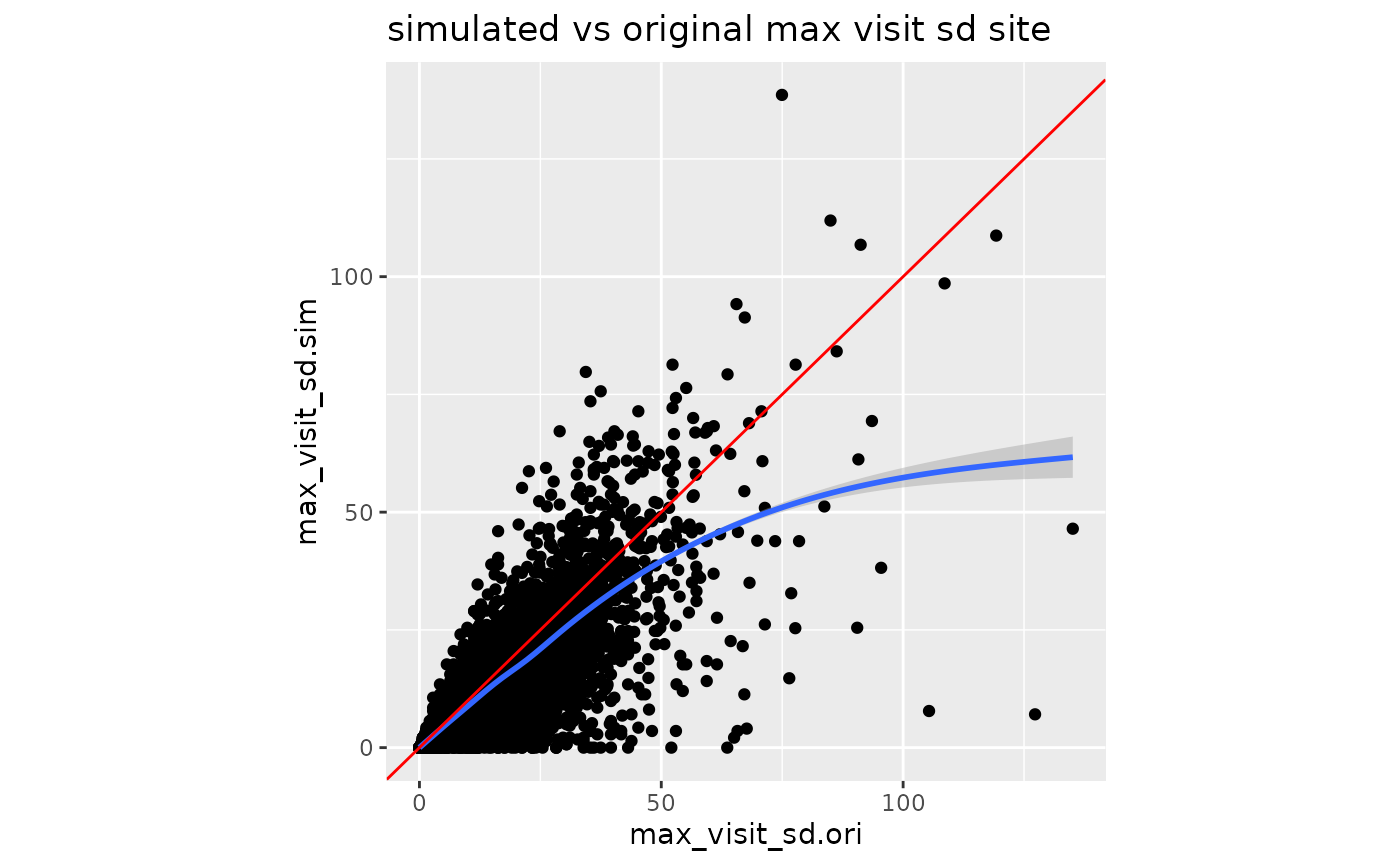 simulated vs original max visit sd site
max_visit_sd.sim
100
50
0
0 50 100
max_visit_sd.ori